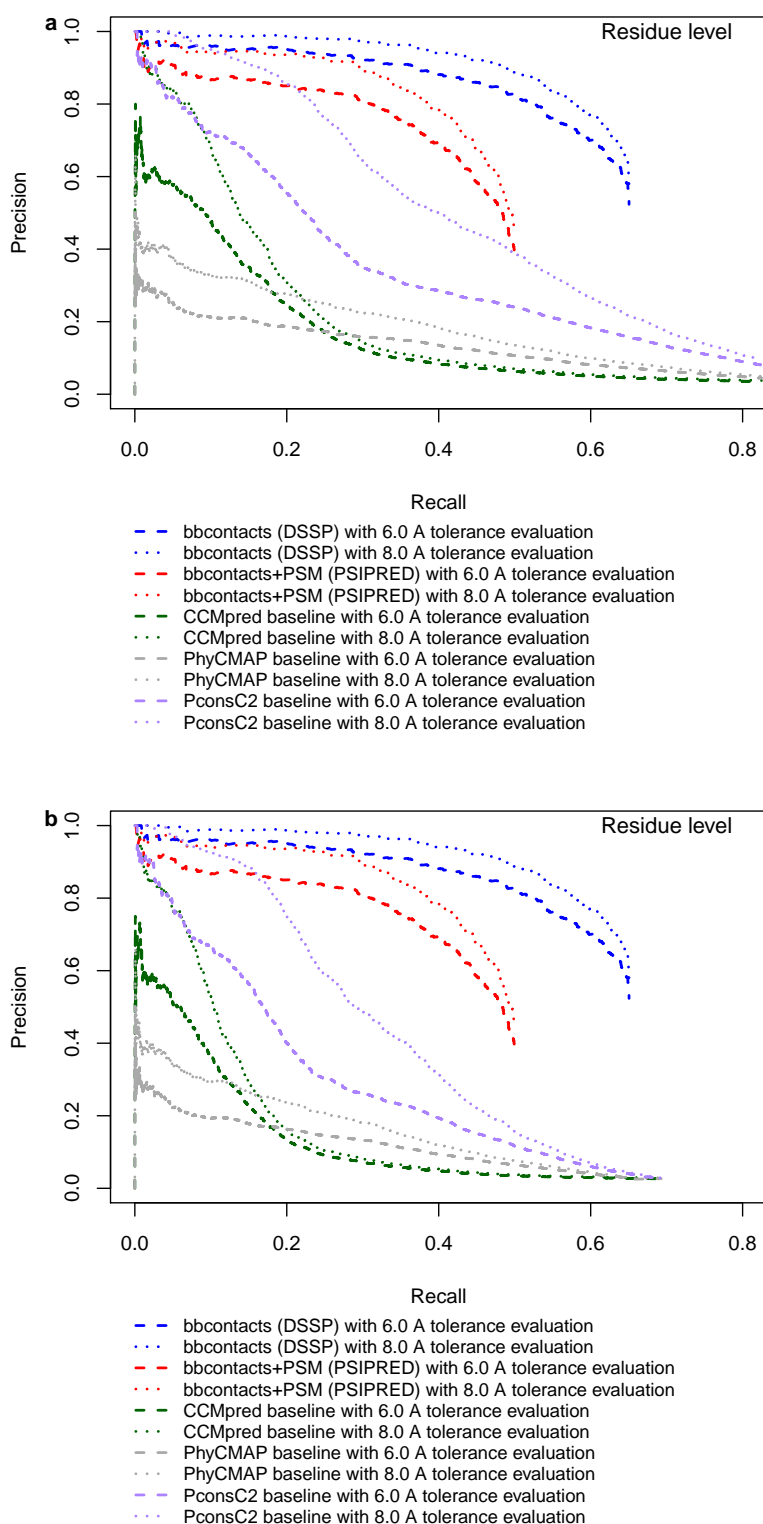 a
Residue level
1.0
0.8
0.6
0.4
0.2
0.0
Precision
0.0 0.2 0.4 0.6 0.8
Recall
bbcontacts (DSSP) with 6.0 A tolerance evaluation
bbcontacts (DSSP) with 8.0 A tolerance evaluation
bbcontacts+PSM (PSIPRED) with 6.0 A tolerance evaluation
bbcontacts+PSM (PSIPRED) with 8.0 A tolerance evaluation
CCMpred baseline with 6.0 A tolerance evaluation
CCMpred baseline with 8.0 A tolerance evaluation
PhyCMAP baseline with 6.0 A tolerance evaluation
PhyCMAP baseline with 8.0 A tolerance evaluation
PconsC2 baseline with 6.0 A tolerance evaluation
PconsC2 baseline with 8.0 A tolerance evaluation
b
Residue level
1.0
0.8
0.6
0.4
0.2
0.0
Precision
0.0 0.2 0.4 0.6 0.8
Recall
bbcontacts (DSSP) with 6.0 A tolerance evaluation
bbcontacts (DSSP) with 8.0 A tolerance evaluation
bbcontacts+PSM (PSIPRED) with 6.0 A tolerance evaluation
bbcontacts+PSM (PSIPRED) with 8.0 A tolerance evaluation
CCMpred baseline with 6.0 A tolerance evaluation
CCMpred baseline with 8.0 A tolerance evaluation
PhyCMAP baseline with 6.0 A tolerance evaluation
PhyCMAP baseline with 8.0 A tolerance evaluation
PconsC2 baseline with 6.0 A tolerance evaluation
PconsC2 baseline with 8.0 A tolerance evaluation